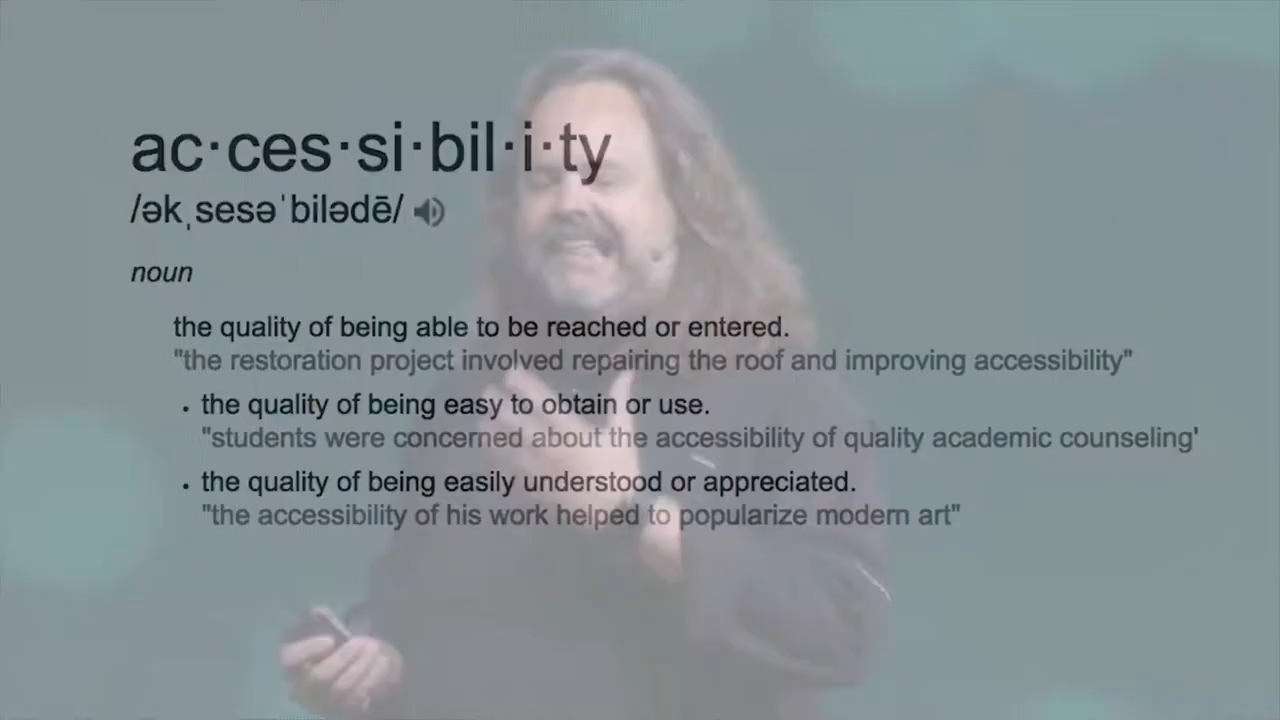 ac·ces·si·bil·i·ty
/əkˌsesəˈbilədē/
noun
the quality of being able to be reached or entered.
"the restoration project involved repairing the roof and improving accessibility"
• the quality of being easy to obtain or use.
"students were concerned about the accessibility of quality academic counseling'
• the quality of being easily understood or appreciated.
"the accessibility of his work helped to popularize modern art"